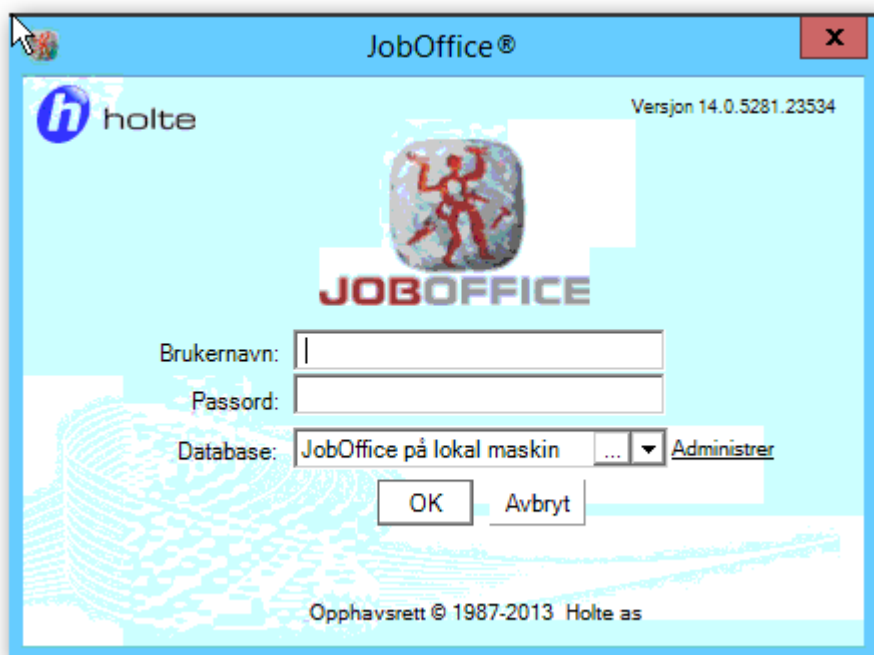 JobOffice®
x
h holte
Versjon 14.0.5281.23534
JOBOFFICE
Brukernavn:
Passord:
Database: JobOffice på lokal maskin ... Administrer
OK Avbryt
Opphavsrett © 1987-2013 Holte as